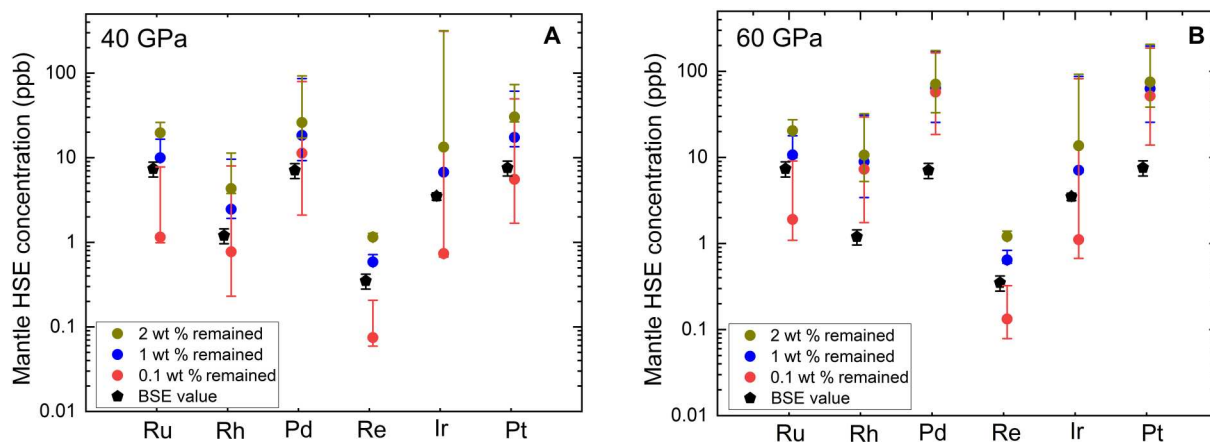 40 GPa
A
Mantle HSE concentration (ppb)
100
10
1
0.1
0.01
2 wt % remained
1 wt % remained
0.1 wt % remained
BSE value
Ru Rh Pd Re Ir Pt
60 GPa
B
Mantle HSE concentration (ppb)
100
10
1
0.1
0.01
2 wt % remained
1 wt % remained
0.1 wt % remained
BSE value
Ru Rh Pd Re Ir Pt